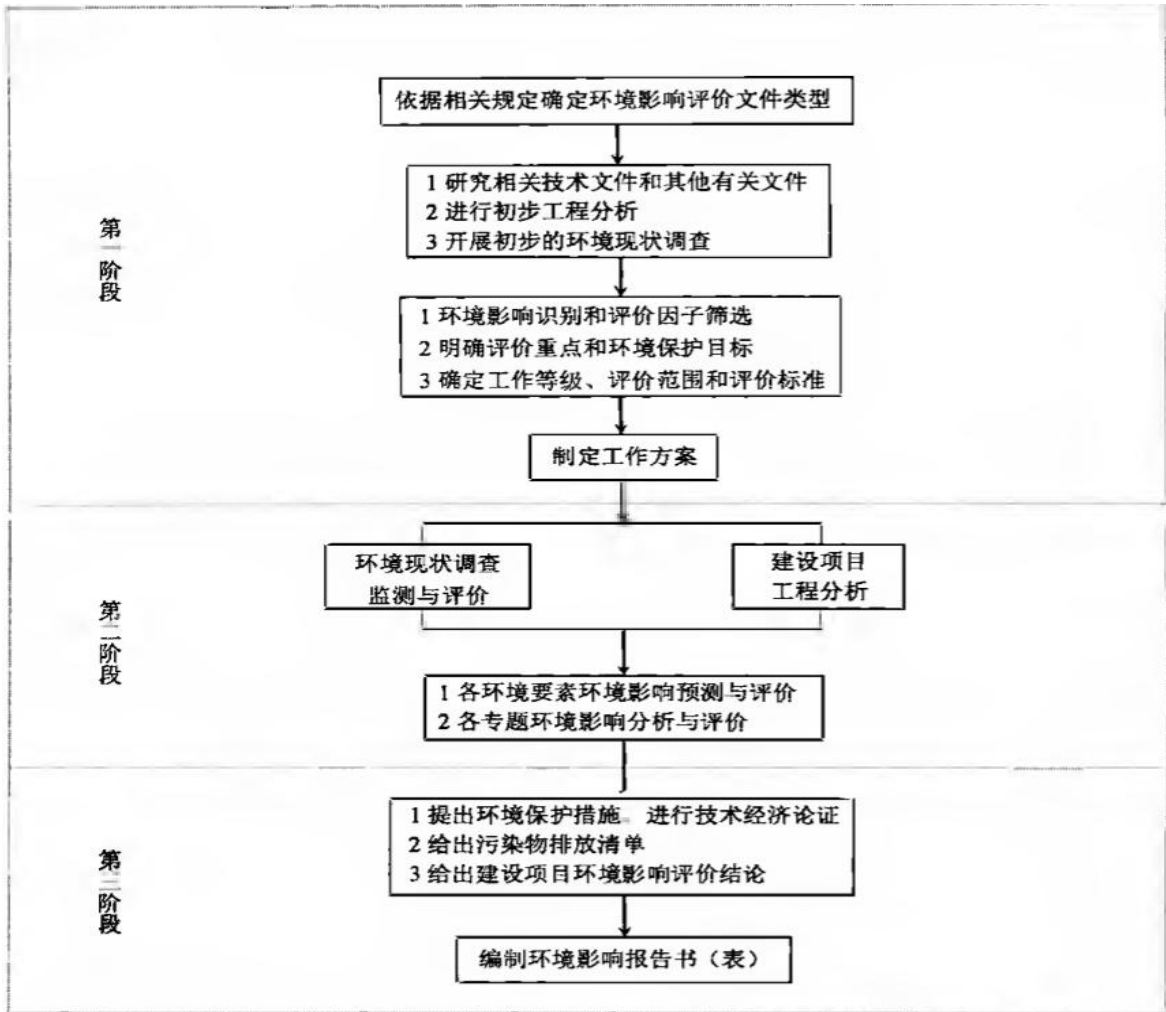 依据相关规定确定环境影响评价文件类型
1 研究相关技术文件和其他有关文件
2 进行初步工程分析
3 开展初步的环境现状调查
第一阶段
1 环境影响识别和评价因子筛选
2 明确评价重点和环境保护目标
3 确定工作等级、评价范围和评价标准
制定工作方案
环境现状调查
监测与评价
建设项目
工程分析
第二阶段
1 各环境要素环境影响预测与评价
2 各专题环境影响分析与评价
1 提出环境保护措施,进行技术经济论证
2 给出污染物排放清单
3 给出建设项目环境影响评价结论
第三阶段
编制环境影响报告书（表）